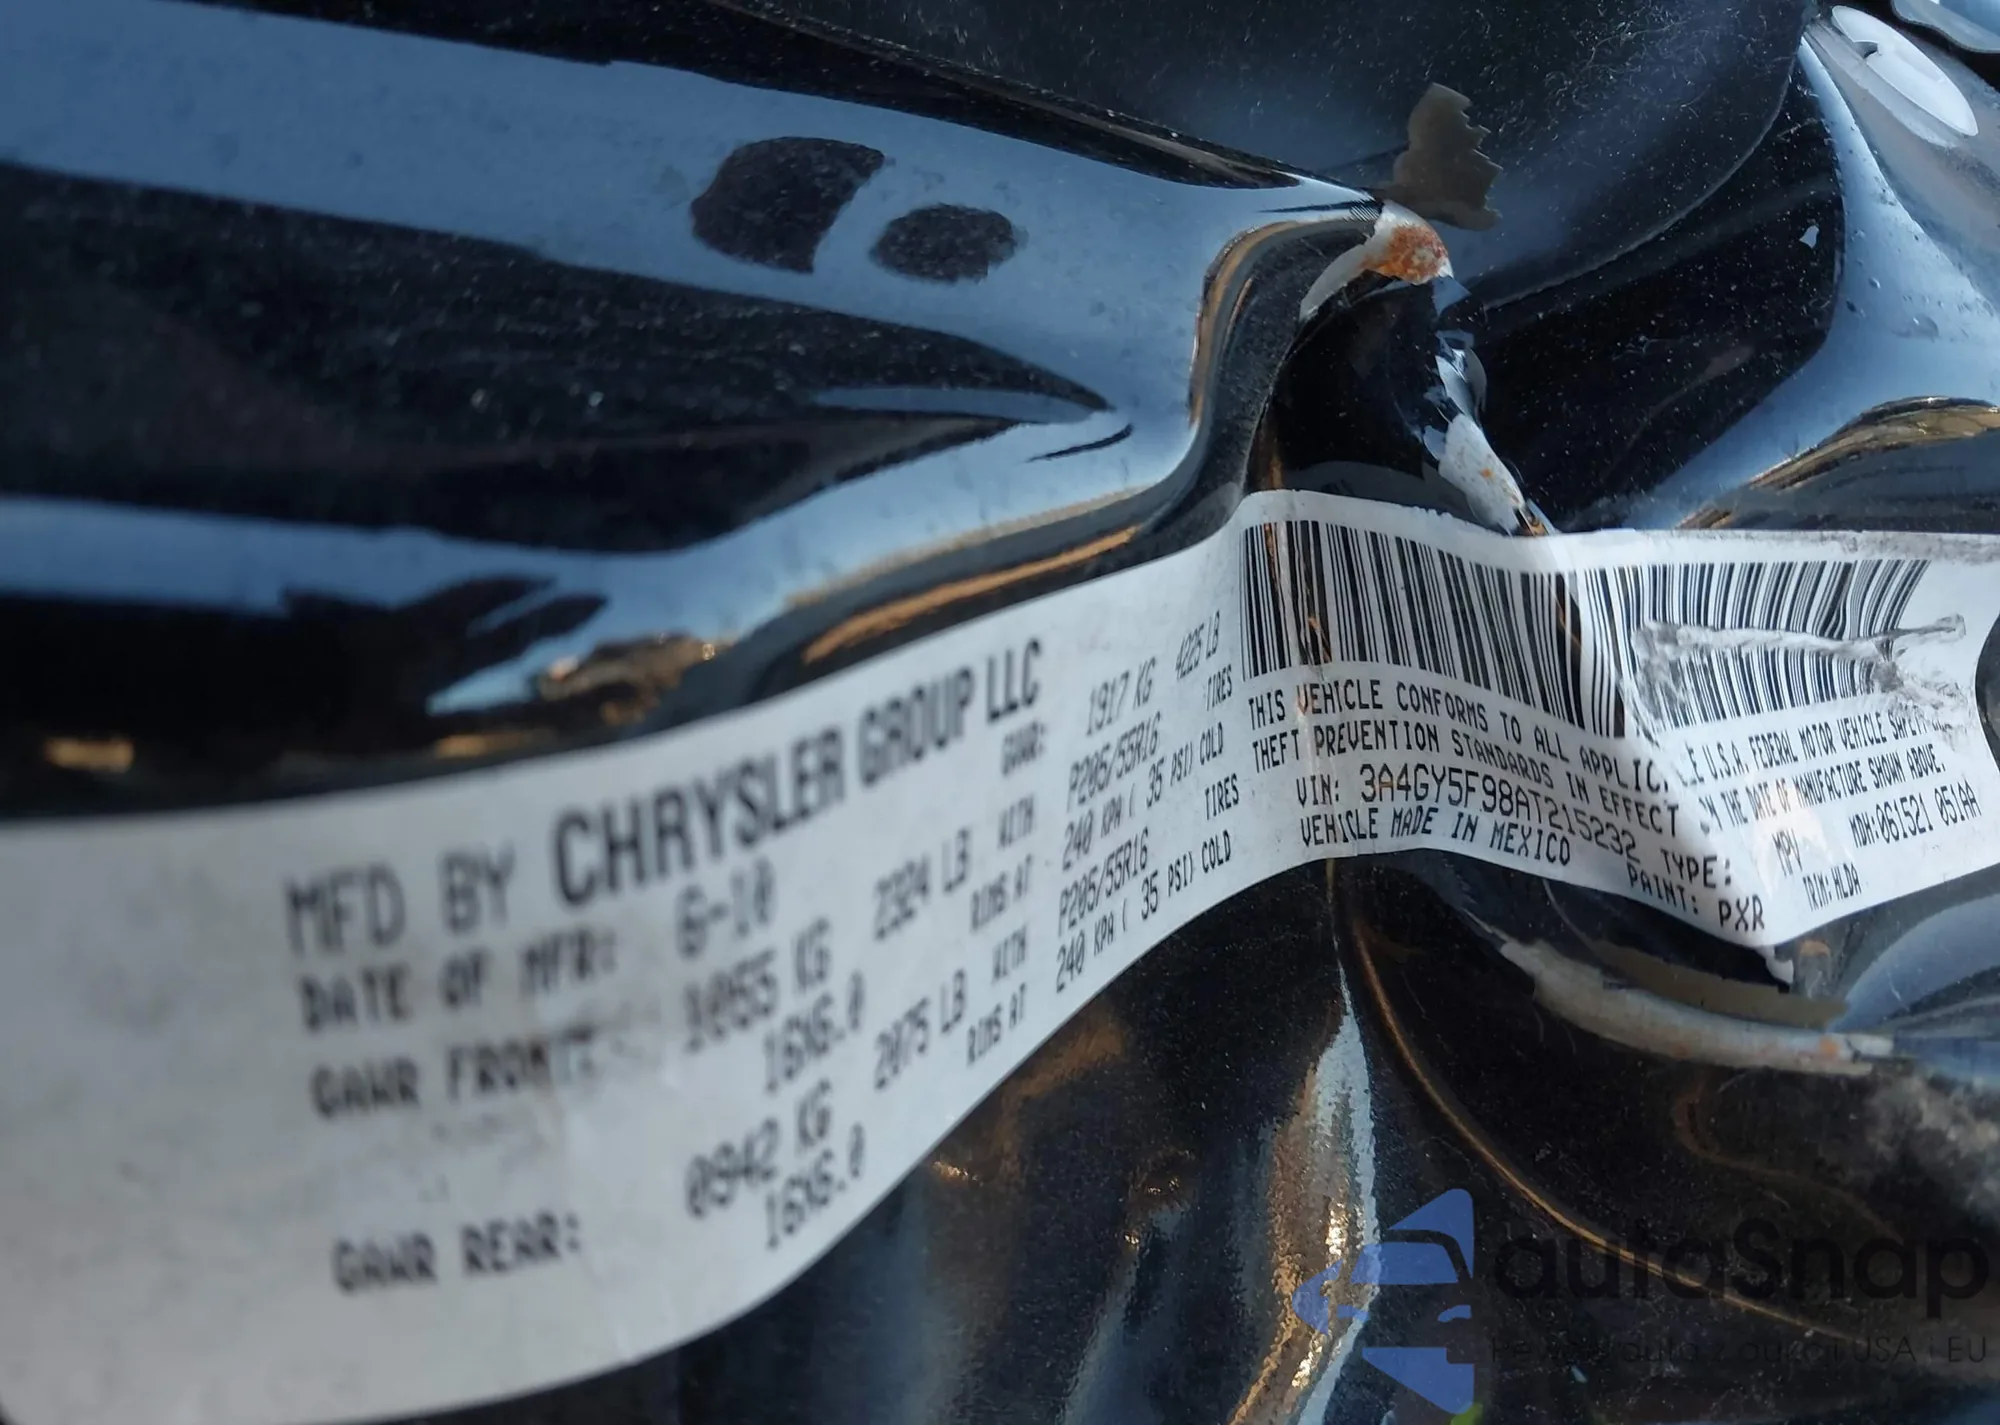 MFD BY CHRYSLER GROUP LLC
DATE OF MFR: 6-10 GVWR: 1917 KG 4225 LB
GAWR FRONT: 1055 KG 2324 LB WITH P205/55R16 TIRES
16X6.0 RIMS AT 240 KPA ( 35 PSI) COLD
GAWR REAR: 0942 KG 2075 LB WITH P205/55R16 TIRES
16X6.0 RIMS AT 240 KPA ( 35 PSI) COLD
THIS VEHICLE CONFORMS TO ALL APPLIC LE U.S.A. FEDERAL MOTOR VEHICLE
THEFT PREVENTION STANDARDS IN EFFECT ON THE DATE OF MANUFACTURE SHOWN ABOVE.
VIN: 3A4GY5F98AT215232 TYPE: MPV MDH:061521 051AA
VEHICLE MADE IN MEXICO PAINT: PXR TRIM: HLDA
autoSnap
USA i EU